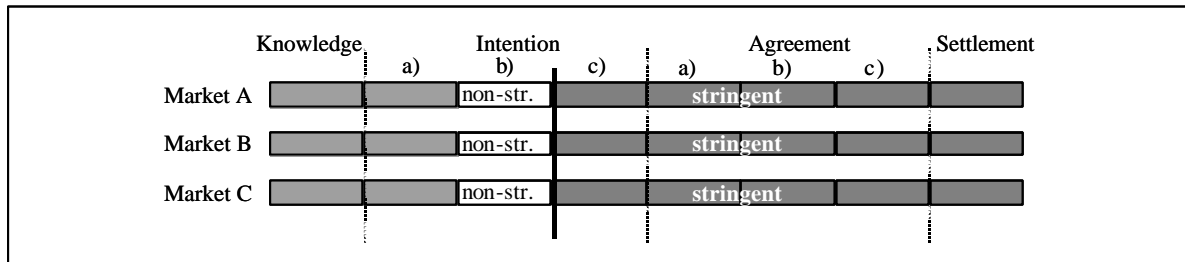 Knowledge Intention Agreement Settlement
a) b) c) a) b) c)
Market A non-str. stringent
Market B non-str. stringent
Market C non-str. stringent